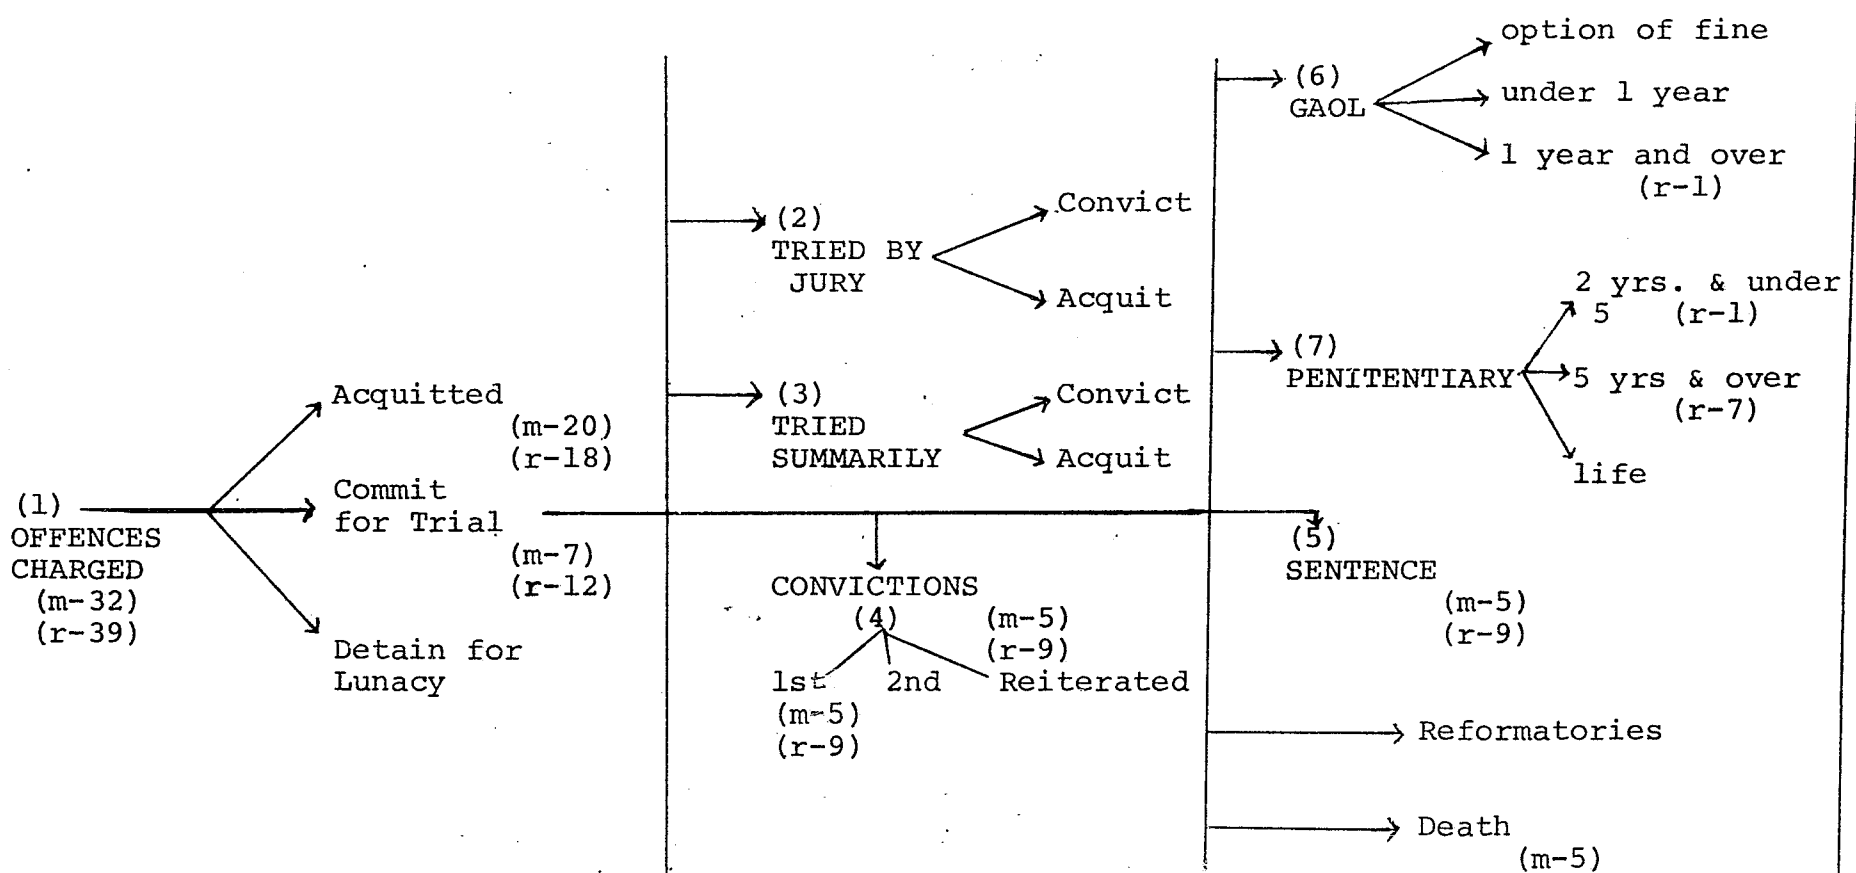 (1)
OFFENCES
CHARGED
(m-32)
(r-39)
Acquitted
(m-20)
(r-18)
Commit
for Trial
(m-7)
(r-12)
Detain for
Lunacy
(2)
TRIED BY
JURY
Convict
Acquit
(3)
TRIED
SUMMARILY
Convict
Acquit
CONVICTIONS
(4)
(m-5)
(r-9)
1st 2nd Reiterated
(m-5)
(r-9)
(6)
GAOL
option of fine
under 1 year
1 year and over
(r-1)
(7)
PENITENTIARY
2 yrs. & under
5 (r-1)
5 yrs & over
(r-7)
life
(5)
SENTENCE
(m-5)
(r-9)
Reformatories
Death
(m-5)